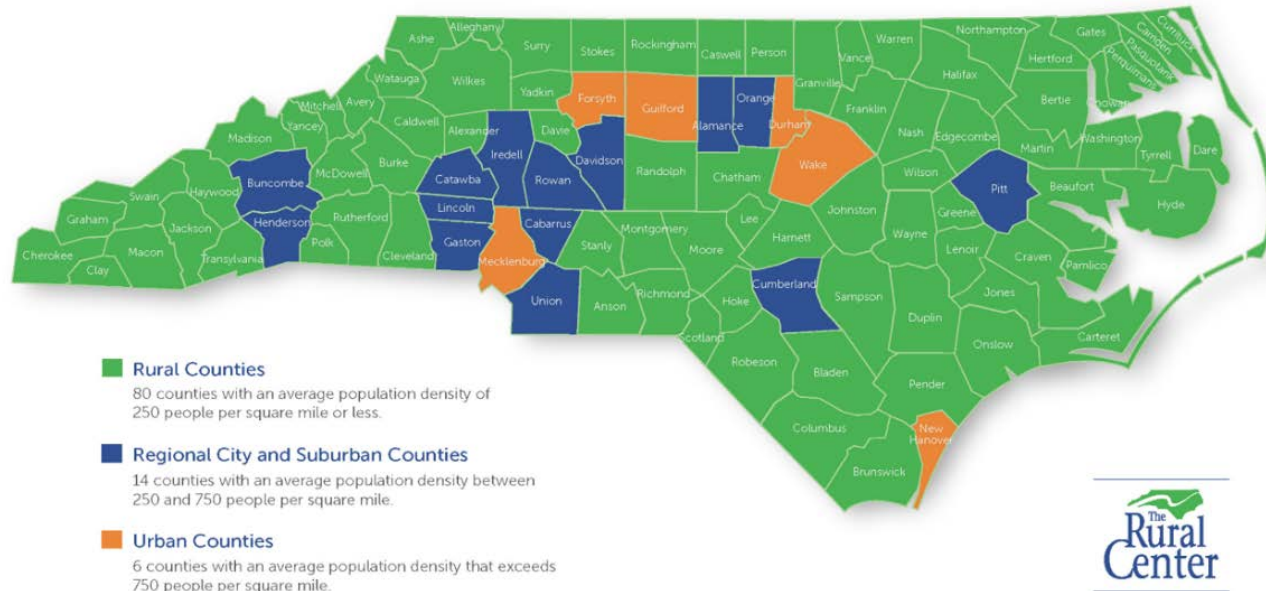 Currituck
Camden
Pasquotank
Perquimans
Gates
Chowan
Alleghany
Ashe
Surry
Stokes
Rockingham
Caswell
Person
Granville
Vance
Warren
Northampton
Hertford
Halifax
Bertie
Watauga
Wilkes
Yadkin
Forsyth
Guilford
Alamance
Orange
Durham
Franklin
Mitchell
Avery
Yancey
Madison
Caldwell
Alexander
Davie
Iredell
Davidson
Randolph
Chatham
Wake
Nash
Edgecombe
Martin
Washington
Tyrrell
Dare
Buncombe
McDowell
Burke
Catawba
Rowan
Wilson
Pitt
Beaufort
Hyde
Swain
Haywood
Graham
Jackson
Henderson
Rutherford
Lincoln
Cabarrus
Lee
Johnston
Greene
Cherokee
Macon
Clay
Transylvania
Polk
Cleveland
Gaston
Mecklenburg
Stanly
Montgomery
Moore
Harnett
Wayne
Lenoir
Craven
Pamlico
Union
Anson
Richmond
Scotland
Hoke
Cumberland
Sampson
Duplin
Jones
Onslow
Carteret
Robeson
Bladen
Pender
Columbus
New
Hanover
Brunswick
Rural Counties
80 counties with an average population density of
250 people per square mile or less.
Regional City and Suburban Counties
14 counties with an average population density between
250 and 750 people per square mile.
Urban Counties
6 counties with an average population density that exceeds
750 people per square mile.
The
Rural
Center